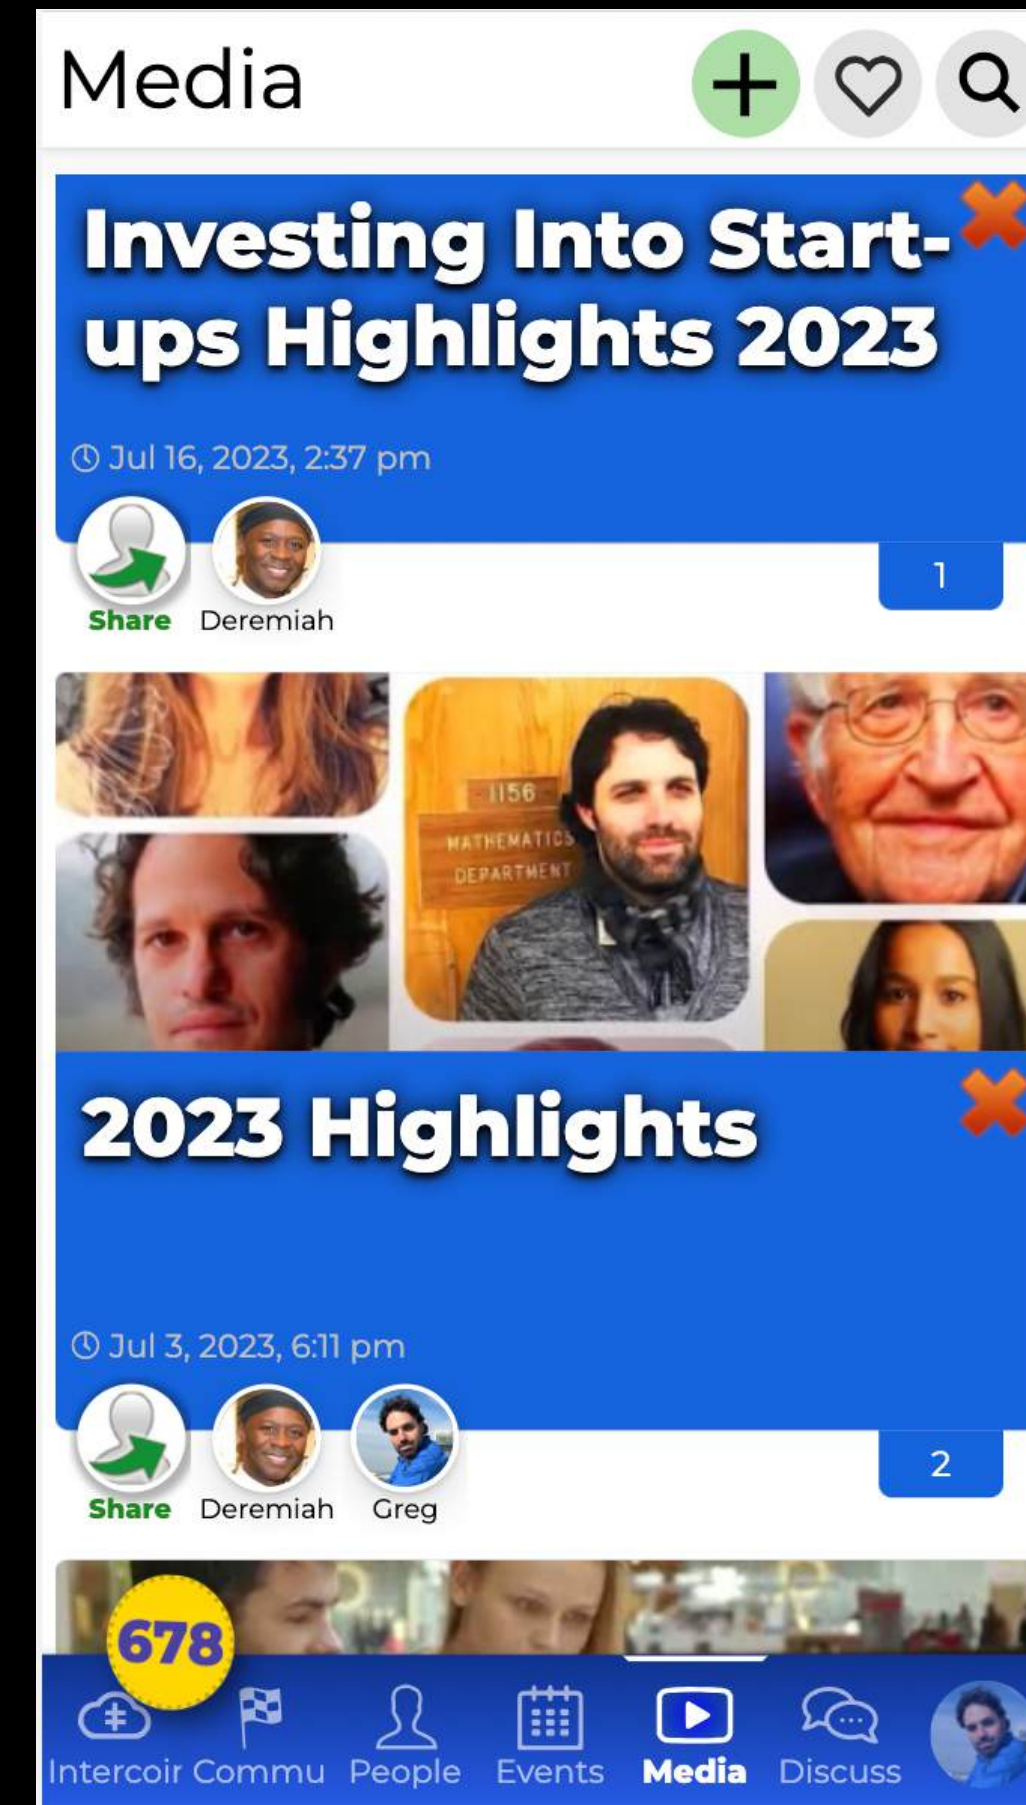 Media
Investing Into Start-
ups Highlights 2023
Jul 16, 2023, 2:37 pm
1
Share Deremiah
1156
MATHEMATICS
DEPARTMENT
2023 Highlights
Jul 3, 2023, 6:11 pm
2
Share Deremiah Greg
678
Intercoir Commu People Events Media Discuss